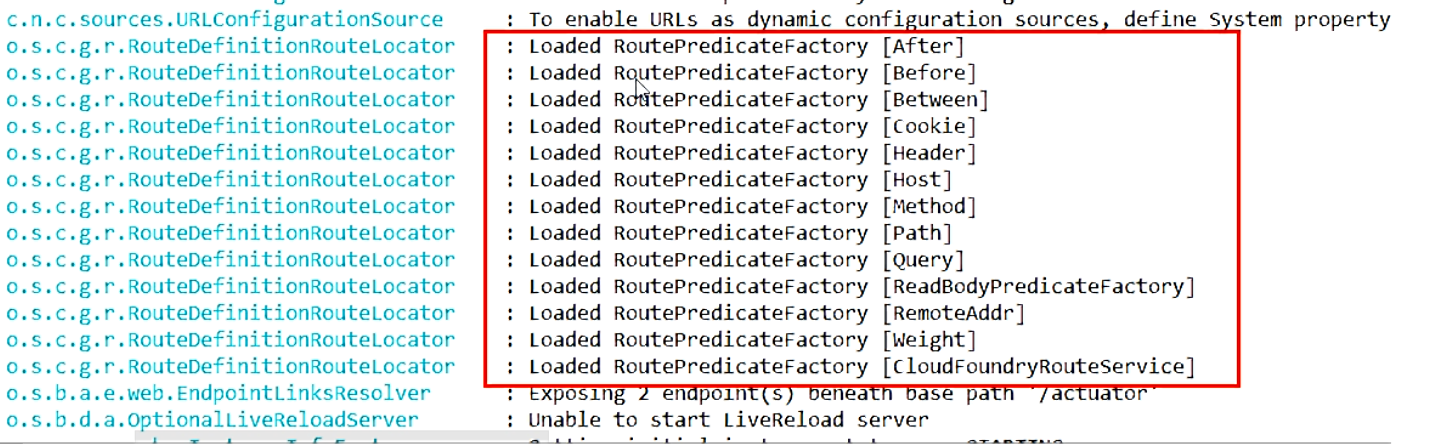 c.n.c.sources.URLConfigurationSource : To enable URLs as dynamic configuration sources, define System property
o.s.c.g.r.RouteDefinitionRouteLocator : Loaded RoutePredicateFactory [After]
o.s.c.g.r.RouteDefinitionRouteLocator : Loaded RoutePredicateFactory [Before]
o.s.c.g.r.RouteDefinitionRouteLocator : Loaded RoutePredicateFactory [Between]
o.s.c.g.r.RouteDefinitionRouteLocator : Loaded RoutePredicateFactory [Cookie]
o.s.c.g.r.RouteDefinitionRouteLocator : Loaded RoutePredicateFactory [Header]
o.s.c.g.r.RouteDefinitionRouteLocator : Loaded RoutePredicateFactory [Host]
o.s.c.g.r.RouteDefinitionRouteLocator : Loaded RoutePredicateFactory [Method]
o.s.c.g.r.RouteDefinitionRouteLocator : Loaded RoutePredicateFactory [Path]
o.s.c.g.r.RouteDefinitionRouteLocator : Loaded RoutePredicateFactory [Query]
o.s.c.g.r.RouteDefinitionRouteLocator : Loaded RoutePredicateFactory [ReadBodyPredicateFactory]
o.s.c.g.r.RouteDefinitionRouteLocator : Loaded RoutePredicateFactory [RemoteAddr]
o.s.c.g.r.RouteDefinitionRouteLocator : Loaded RoutePredicateFactory [Weight]
o.s.c.g.r.RouteDefinitionRouteLocator : Loaded RoutePredicateFactory [CloudFoundryRouteService]
o.s.b.a.e.web.EndpointLinksResolver : Exposing 2 endpoint(s) beneath base path '/actuator'
o.s.b.d.a.OptionalLiveReloadServer : Unable to start LiveReload server